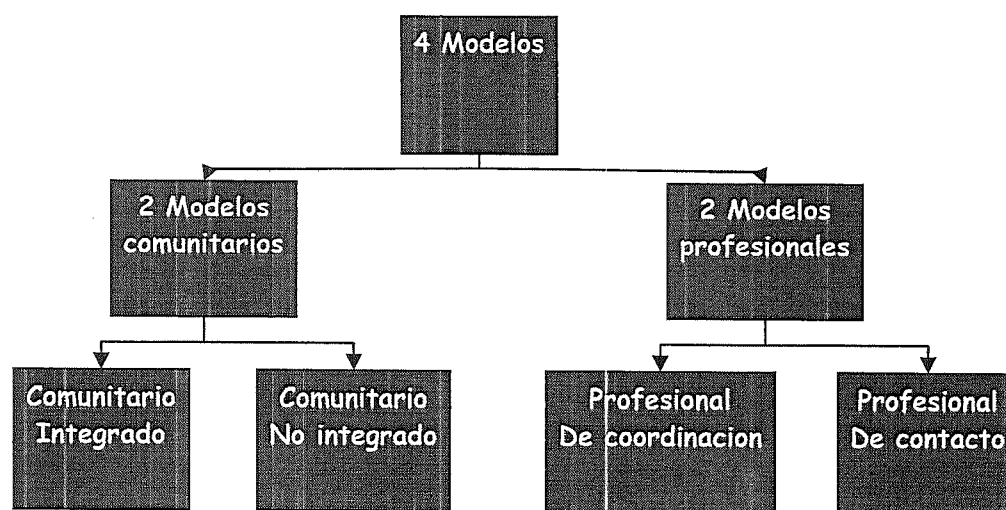 4 Modelos
2 Modelos
comunitarios
2 Modelos
profesionales
Comunitario
Integrado
Comunitario
No integrado
Profesional
De coordinacion
Profesional
De contacto